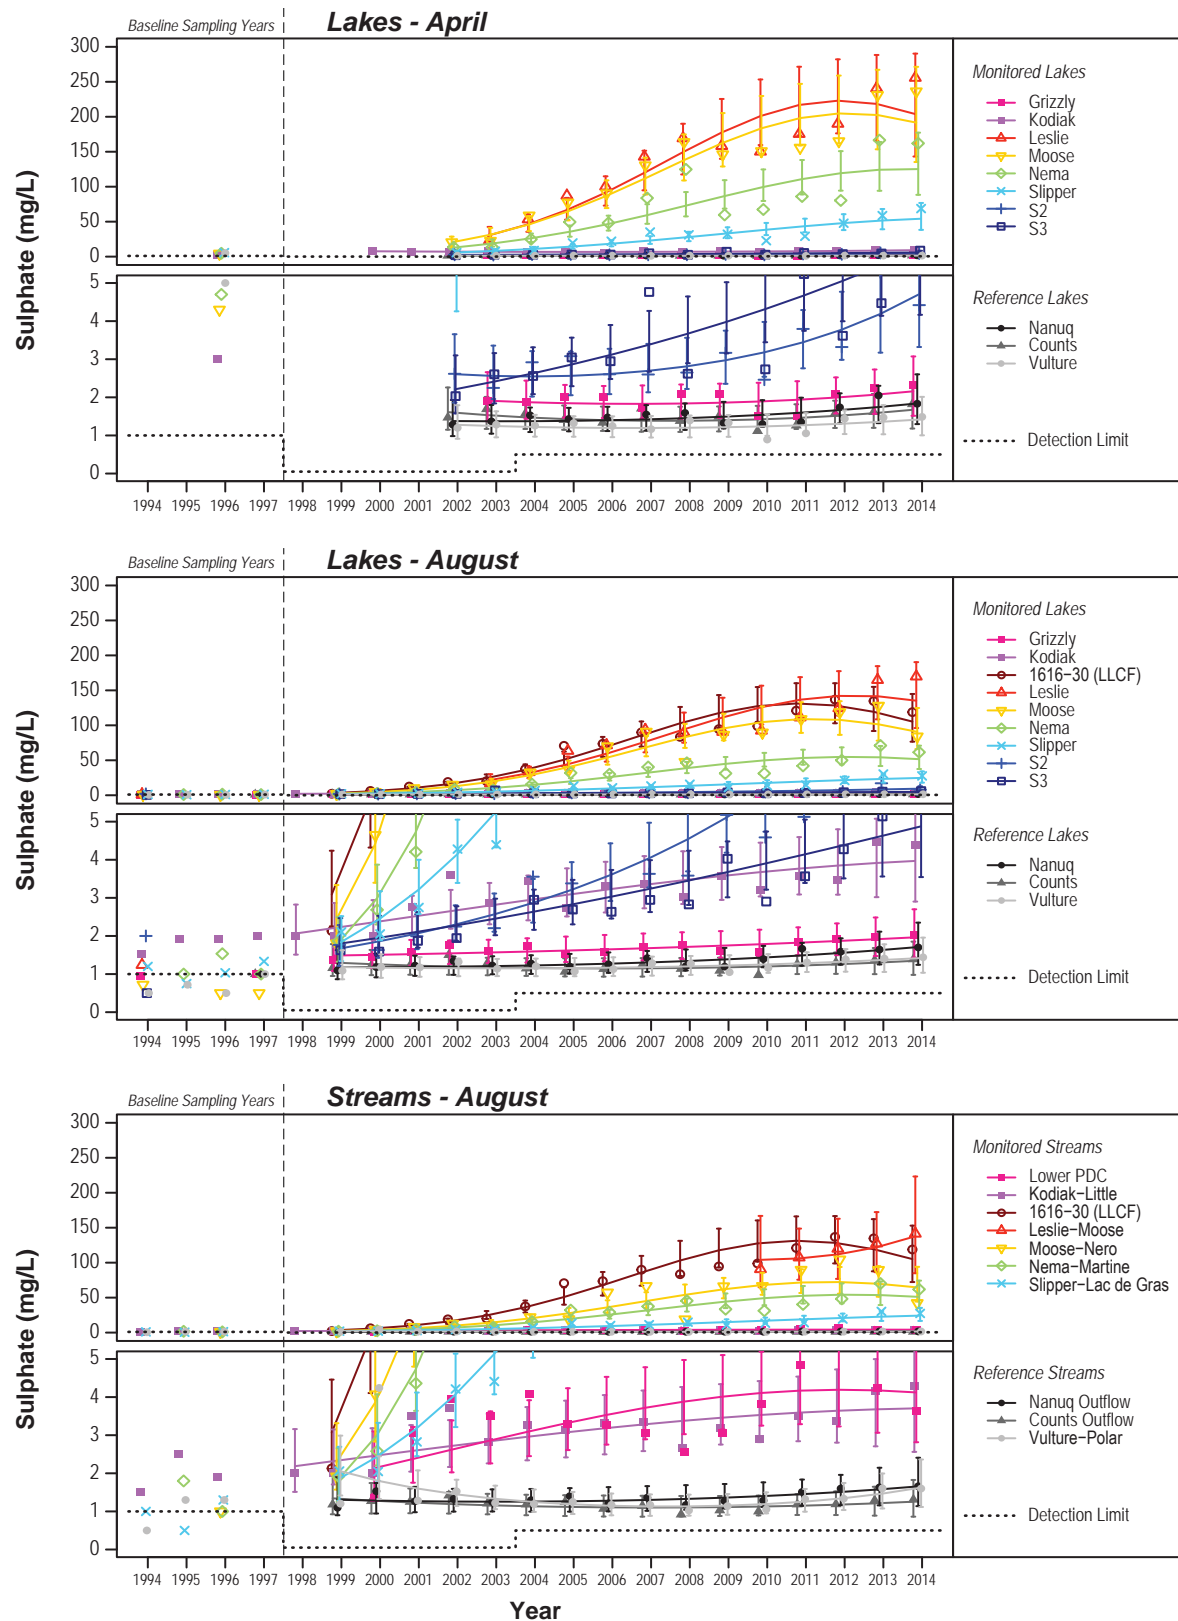 Baseline Sampling Years
Lakes - April
Sulphate (mg/L)
300
250
200
150
100
50
0
5
4
3
2
1
0
1994 1995 1996 1997 1998 1999 2000 2001 2002 2003 2004 2005 2006 2007 2008 2009 2010 2011 2012 2013 2014
Monitored Lakes
Grizzly
Kodiak
Leslie
Moose
Nema
Slipper
S2
S3
Reference Lakes
Nanuq
Counts
Vulture
Detection Limit
Baseline Sampling Years
Lakes - August
Sulphate (mg/L)
300
250
200
150
100
50
0
5
4
3
2
1
0
1994 1995 1996 1997 1998 1999 2000 2001 2002 2003 2004 2005 2006 2007 2008 2009 2010 2011 2012 2013 2014
Monitored Lakes
Grizzly
Kodiak
1616−30 (LLCF)
Leslie
Moose
Nema
Slipper
S2
S3
Reference Lakes
Nanuq
Counts
Vulture
Detection Limit
Baseline Sampling Years
Streams - August
Sulphate (mg/L)
300
250
200
150
100
50
0
5
4
3
2
1
0
1994 1995 1996 1997 1998 1999 2000 2001 2002 2003 2004 2005 2006 2007 2008 2009 2010 2011 2012 2013 2014
Year
Monitored Streams
Lower PDC
Kodiak−Little
1616−30 (LLCF)
Leslie−Moose
Moose−Nero
Nema−Martine
Slipper−Lac de Gras
Reference Streams
Nanuq Outflow
Counts Outflow
Vulture−Polar
Detection Limit